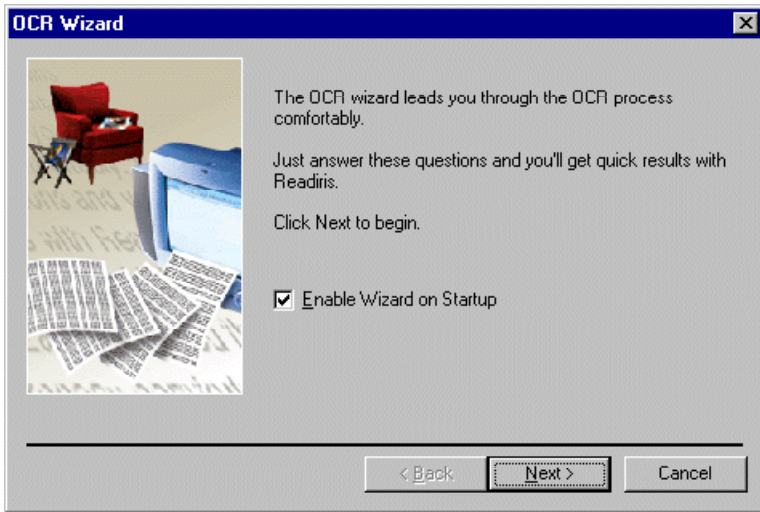 OCR Wizard
The OCR wizard leads you through the OCR process
comfortably.
Just answer these questions and you'll get quick results with
Readiris.
Click Next to begin.
Enable Wizard on Startup
< Back
Next >
Cancel